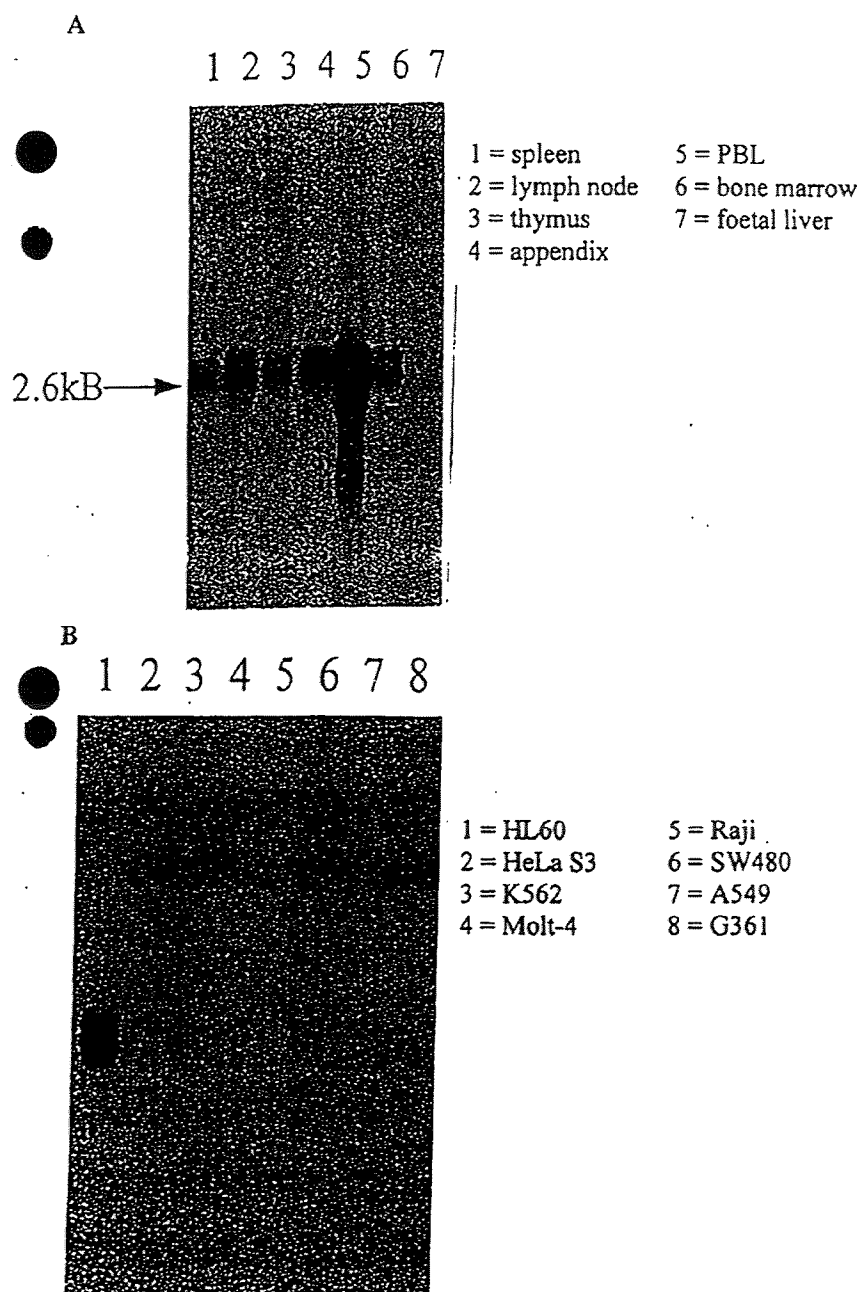 A
1 2 3 4 5 6 7
1 = spleen 5 = PBL
2 = lymph node 6 = bone marrow
3 = thymus 7 = foetal liver
4 = appendix
2.6kB
B
1 2 3 4 5 6 7 8
1 = HL60 5 = Raji
2 = HeLa S3 6 = SW480
3 = K562 7 = A549
4 = Molt-4 8 = G361